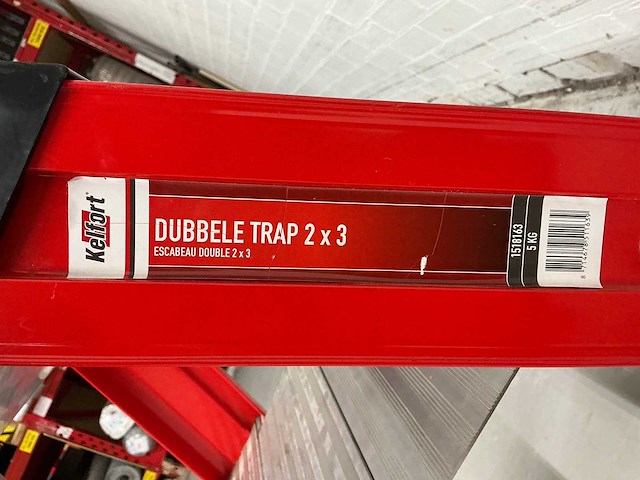 Kelfort
DUBBELE TRAP 2 x 3
ESCABEAU DOUBLE 2 x 3
1518163
5 KG